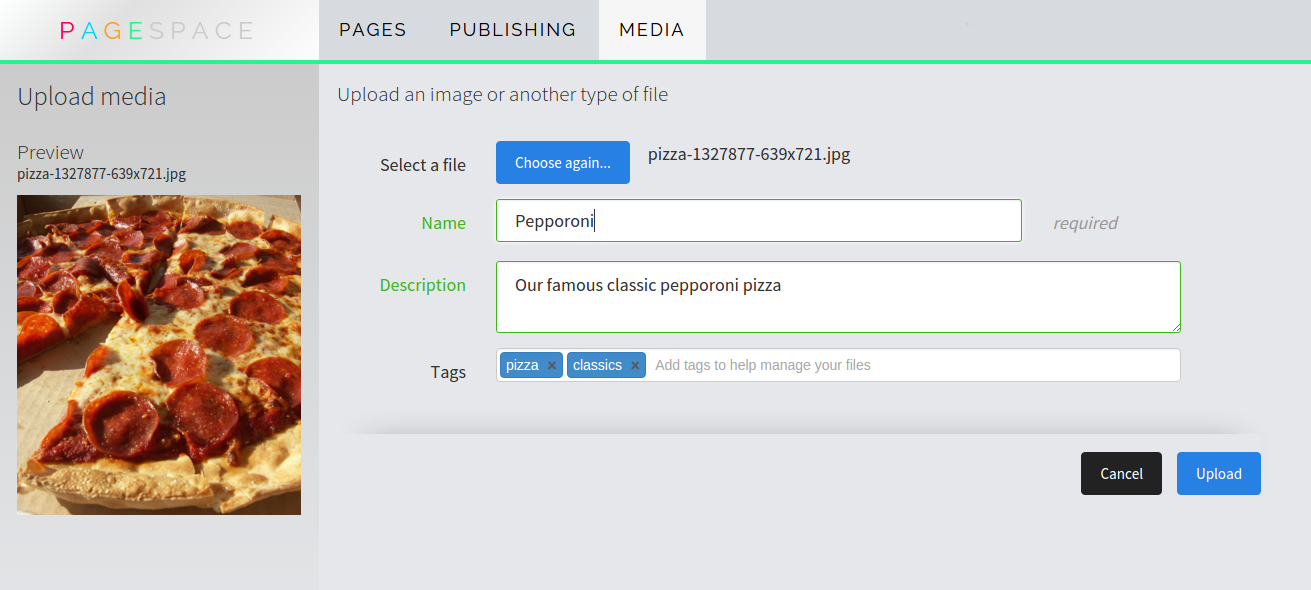 PAGESPACE
PAGES PUBLISHING MEDIA
Upload media
Preview
pizza-1327877-639x721.jpg
Upload an image or another type of file
Select a file Choose again... pizza-1327877-639x721.jpg
Name Pepporoni required
Description Our famous classic pepporoni pizza
Tags pizza × classics × Add tags to help manage your files
Cancel Upload